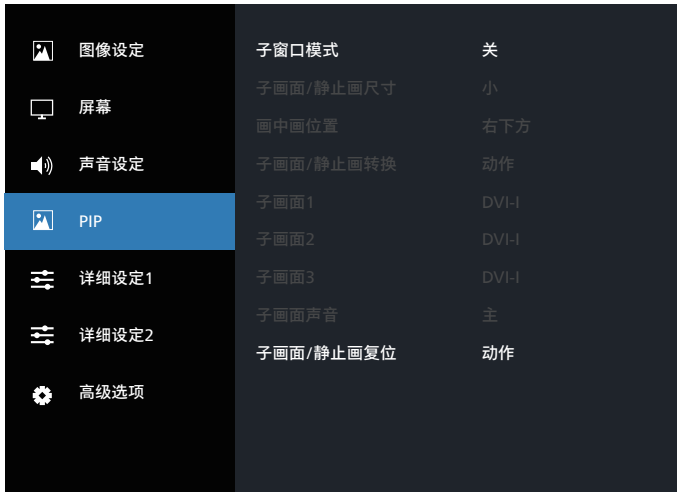 图像设定
屏幕
声音设定
PIP
详细设定1
详细设定2
高级选项
子窗口模式 关
子画面/静止画尺寸 小
画中画位置 右下方
子画面/静止画转换 动作
子画面1 DVI-I
子画面2 DVI-I
子画面3 DVI-I
子画面声音 主
子画面/静止画复位 动作